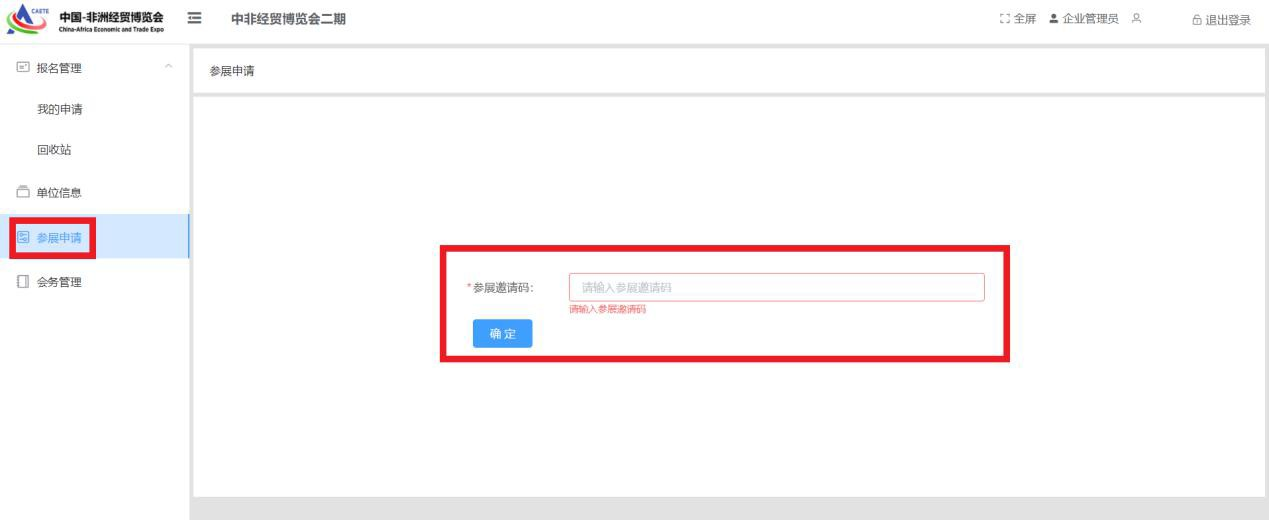 CAETE
中国-非洲经贸博览会
China-Africa Economic and Trade Expo
中非经贸博览会二期
全屏
企业管理员
退出登录
报名管理
我的申请
回收站
单位信息
参展申请
会务管理
参展申请
*参展邀请码:
请输入参展邀请码
请输入参展邀请码
确定